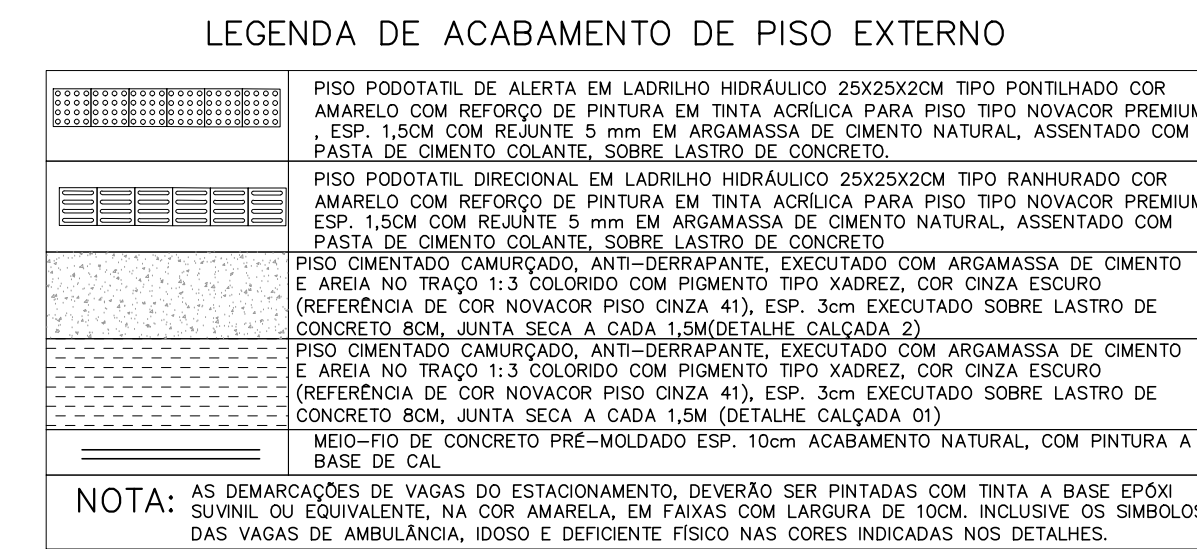 LEGENDA DE ACABAMENTO DE PISO EXTERNO
PISO PODOTATIL DE ALERTA EM LADRILHO HIDRÁULICO 25X25X2CM TIPO PONTILHADO COR
AMARELO COM REFORÇO DE PINTURA EM TINTA ACRÍLICA PARA PISO TIPO NOVACOR PREMIUM
, ESP. 1,5CM COM REJUNTE 5 mm EM ARGAMASSA DE CIMENTO NATURAL, ASSENTADO COM
PASTA DE CIMENTO COLANTE, SOBRE LASTRO DE CONCRETO.
PISO PODOTATIL DIRECIONAL EM LADRILHO HIDRÁULICO 25X25X2CM TIPO RANHURADO COR
AMARELO COM REFORÇO DE PINTURA EM TINTA ACRÍLICA PARA PISO TIPO NOVACOR PREMIUM
ESP. 1,5CM COM REJUNTE 5 mm EM ARGAMASSA DE CIMENTO NATURAL, ASSENTADO COM
PASTA DE CIMENTO COLANTE, SOBRE LASTRO DE CONCRETO
PISO CIMENTADO CAMURÇADO, ANTI-DERRAPANTE, EXECUTADO COM ARGAMASSA DE CIMENTO
E AREIA NO TRAÇO 1:3 COLORIDO COM PIGMENTO TIPO XADREZ, COR CINZA ESCURO
(REFERÊNCIA DE COR NOVACOR PISO CINZA 41), ESP. 3cm EXECUTADO SOBRE LASTRO DE
CONCRETO 8CM, JUNTA SECA A CADA 1,5M(DETALHE CALÇADA 2)
PISO CIMENTADO CAMURÇADO, ANTI-DERRAPANTE, EXECUTADO COM ARGAMASSA DE CIMENTO
E AREIA NO TRAÇO 1:3 COLORIDO COM PIGMENTO TIPO XADREZ, COR CINZA ESCURO
(REFERÊNCIA DE COR NOVACOR PISO CINZA 41), ESP. 3cm EXECUTADO SOBRE LASTRO DE
CONCRETO 8CM, JUNTA SECA A CADA 1,5M (DETALHE CALÇADA 01)
MEIO-FIO DE CONCRETO PRÉ-MOLDADO ESP. 10cm ACABAMENTO NATURAL, COM PINTURA A
BASE DE CAL
NOTA: AS DEMARCAÇÕES DE VAGAS DO ESTACIONAMENTO, DEVERÃO SER PINTADAS COM TINTA A BASE EPÓXI
SUVINIL OU EQUIVALENTE, NA COR AMARELA, EM FAIXAS COM LARGURA DE 10CM. INCLUSIVE OS SIMBOLOS
DAS VAGAS DE AMBULÂNCIA, IDOSO E DEFICIENTE FÍSICO NAS CORES INDICADAS NOS DETALHES.